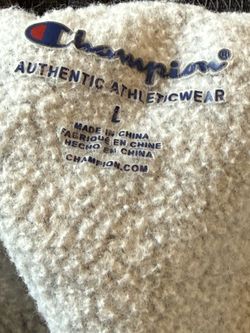 Champion®
AUTHENTIC ATHLETICWEAR
L
MADE IN CHINA
FABRIQUÉ EN CHINE
HECHO EN CHINA
CHAMPION.COM